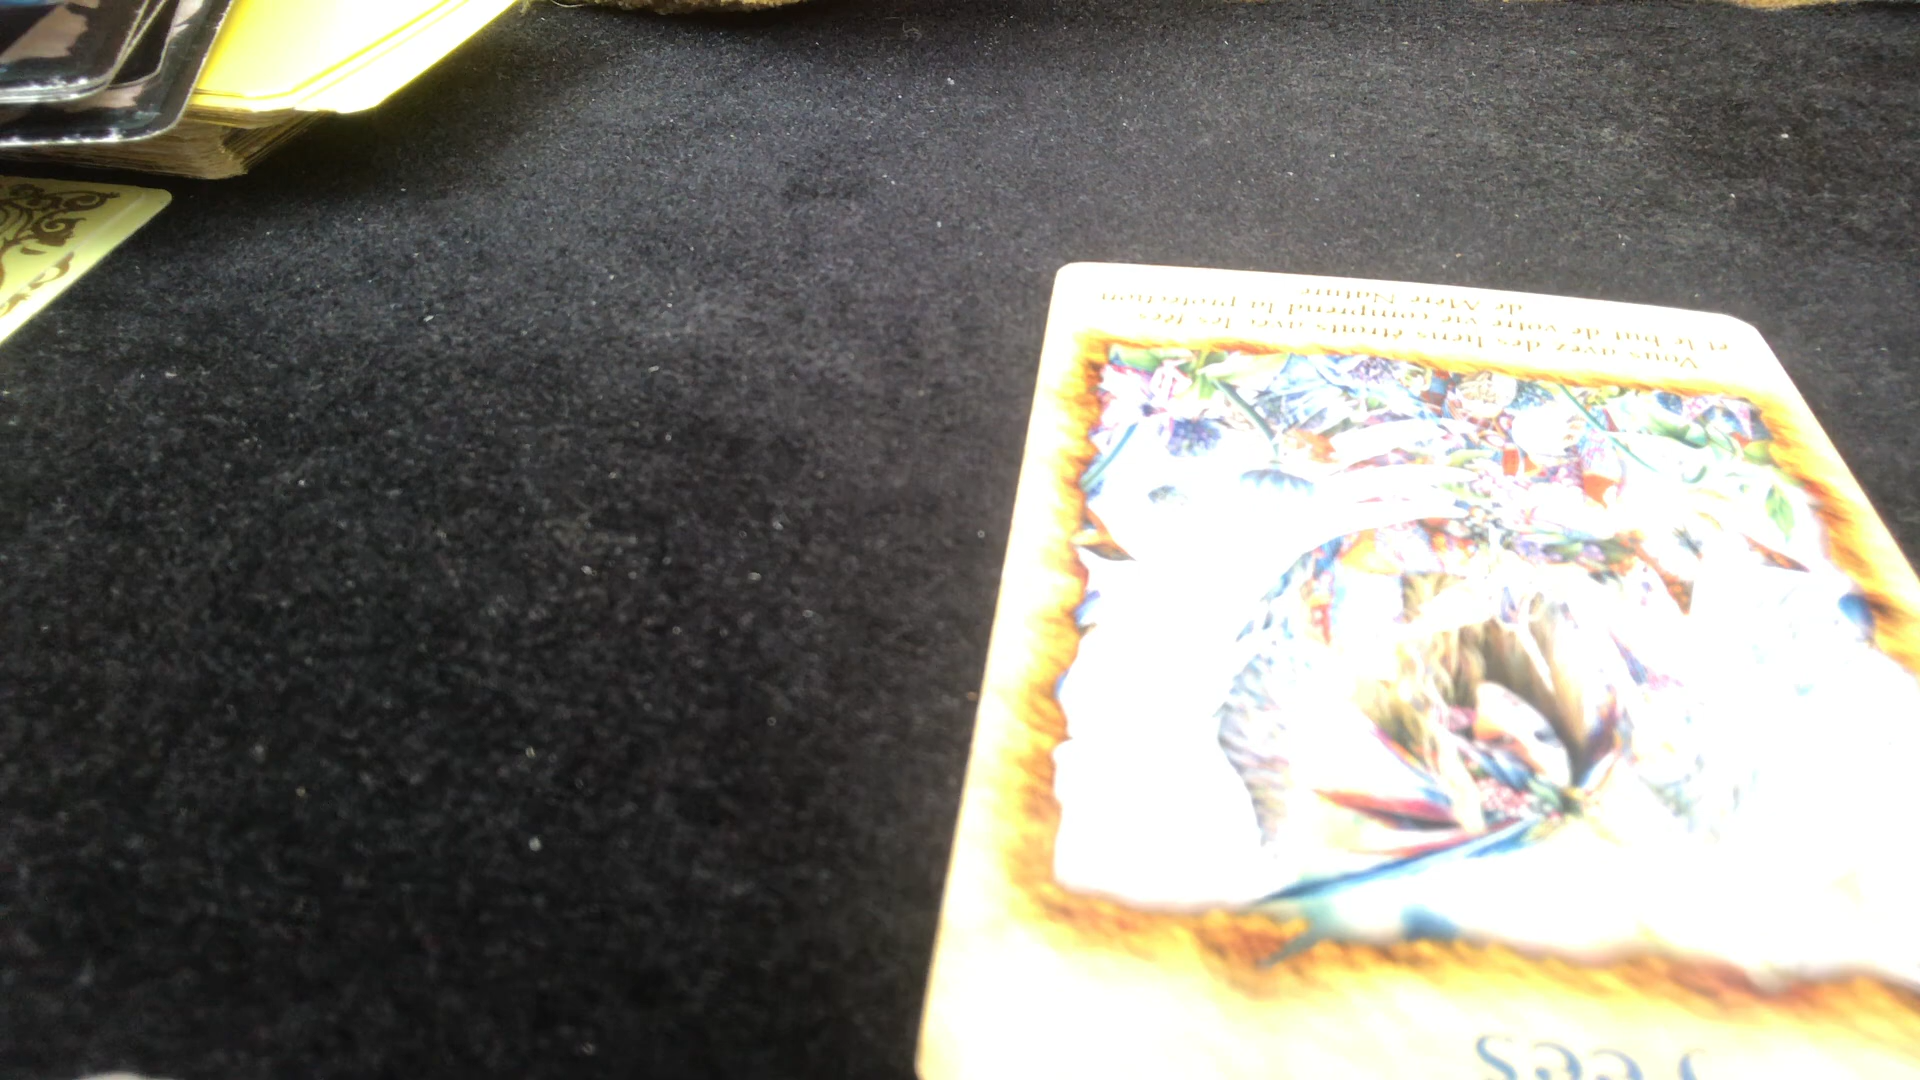 Fées
Vous avez des liens étroits avec les fées,
et le but de votre vie comprend la protection
de Mère Nature